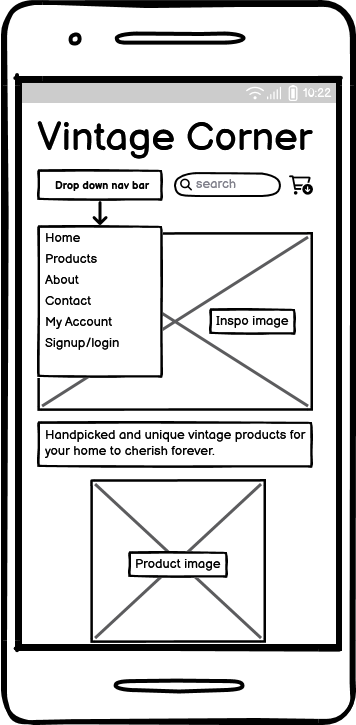 10:22
Vintage Corner
Drop down nav bar
search
Home
Products
About
Contact
My Account
Signup/login
Inspo image
Handpicked and unique vintage products for
your home to cherish forever.
Product image